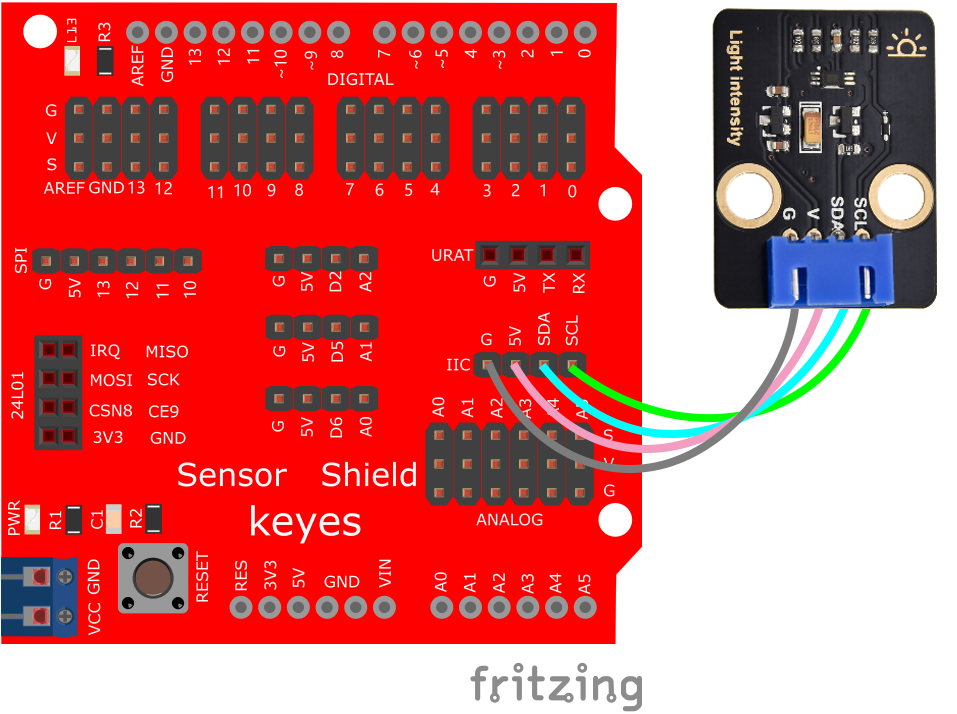 L13
R3
AREF
GND
13
12
11
~10
~9
8
7
~6
~5
4
~3
2
1
0
DIGITAL
G
V
S
AREF GND 13 12
11 10 9 8
7 6 5 4
3 2 1 0
SPI
G
5V
13
12
11
10
G
5V
D2
A2
URAT
G
5V
TX
RX
G
5V
D5
A1
IIC
G
5V
SDA
SCL
24L01
IRQ MISO
MOSI SCK
CSN8 CE9
3V3 GND
G
5V
D6
A0
A0
A1
A2
A3
A4
A5
S
V
G
ANALOG
Sensor Shield
keyes
PWR
R1
C1
R2
GND
VCC
RESET
RES
3V3
5V
GND
VIN
A0
A1
A2
A3
A4
A5
Light intensity
G
V
SDA
SCL
fritzing